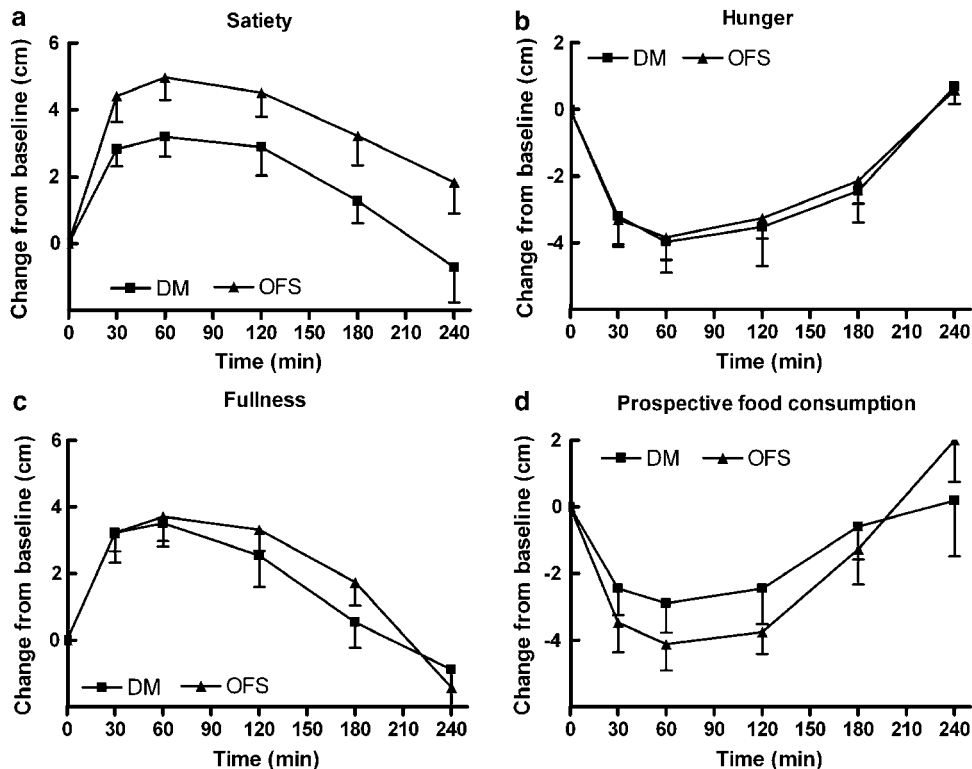 a
Satiety
Change from baseline (cm)
6
4
2
0
DM OFS
0 30 60 90 120 150 180 210 240
Time (min)
b
Hunger
Change from baseline (cm)
2
0
-2
-4
DM OFS
0 30 60 90 120 150 180 210 240
Time (min)
c
Fullness
Change from baseline (cm)
6
4
2
0
DM OFS
0 30 60 90 120 150 180 210 240
Time (min)
d
Prospective food consumption
Change from baseline (cm)
2
0
-2
-4
DM OFS
0 30 60 90 120 150 180 210 240
Time (min)